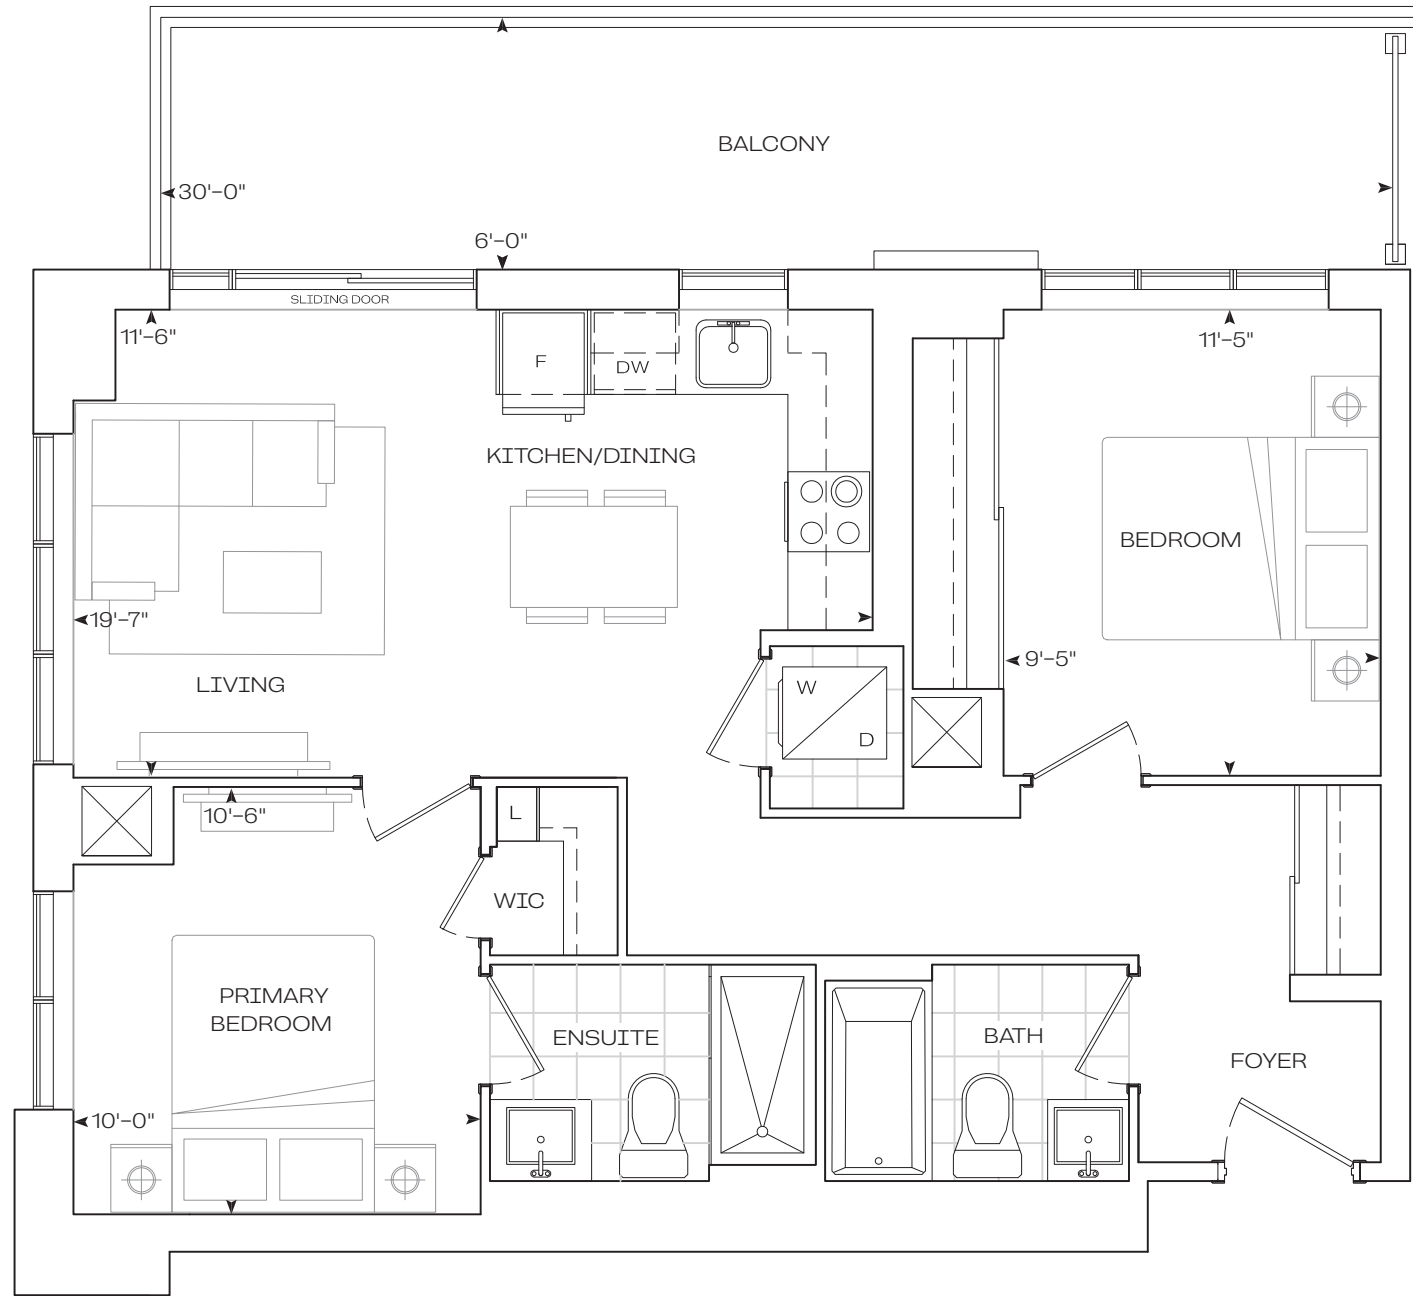 BALCONY
30'-0"
6'-0"
SLIDING DOOR
11'-6"
11'-5"
F
DW
KITCHEN/DINING
BEDROOM
19'-7"
9'-5"
LIVING
W
D
10'-6"
L
WIC
PRIMARY
BEDROOM
ENSUITE
BATH
FOYER
10'-0"